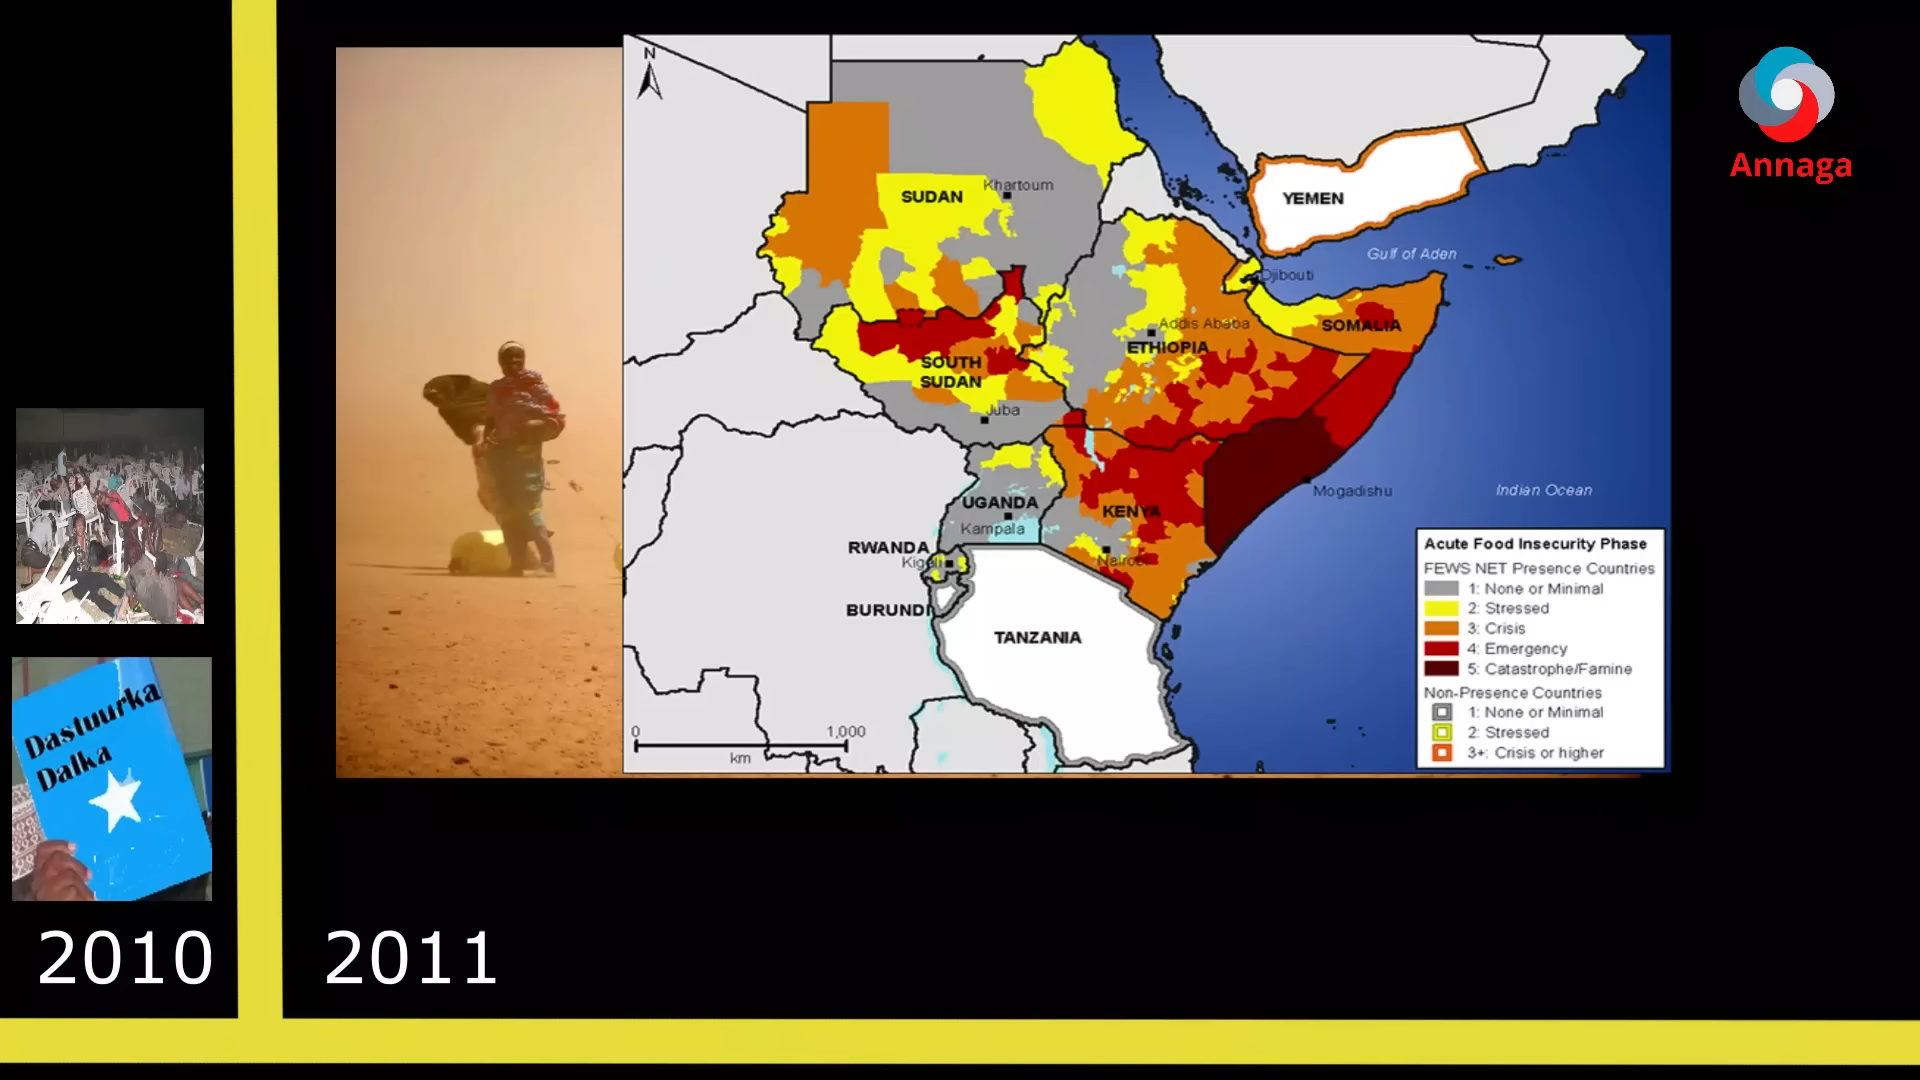 N
Annaga
Khartoum
SUDAN
YEMEN
Gulf of Aden
Djibouti
Addis Ababa
SOMALIA
ETHIOPIA
SOUTH
SUDAN
Juba
Mogadishu
Indian Ocean
UGANDA
Kampala
KENYA
RWANDA
Kigali
Nairobi
BURUNDI
TANZANIA
0 1,000
km
Acute Food Insecurity Phase
FEWS NET Presence Countries
1: None or Minimal
2: Stressed
3: Crisis
4: Emergency
5: Catastrophe/Famine
Non-Presence Countries
1: None or Minimal
2: Stressed
3+: Crisis or higher
Dastuurka
Dalka
2010
2011